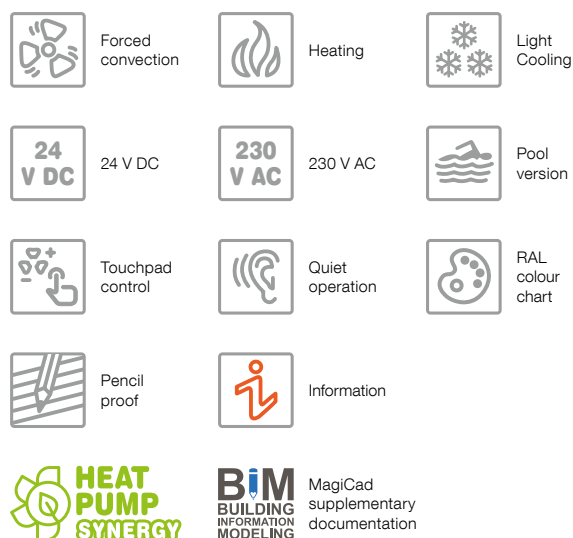 Forced
convection
Heating
Light
Cooling
24
V DC
24 V DC
230
V AC
230 V AC
Pool
version
Touchpad
control
Quiet
operation
RAL
colour
chart
Pencil
proof
Information
HEAT
PUMP
SYNERGY
BIM
BUILDING
INFORMATION
MODELING
MagiCad
supplementary
documentation